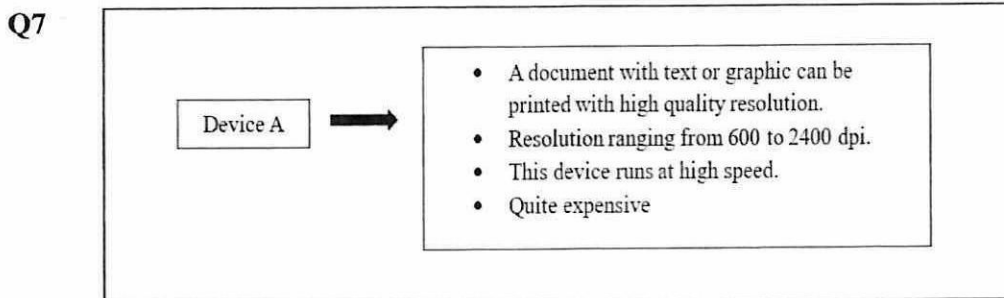 Q7
Device A
• A document with text or graphic can be
printed with high quality resolution.
• Resolution ranging from 600 to 2400 dpi.
• This device runs at high speed.
• Quite expensive